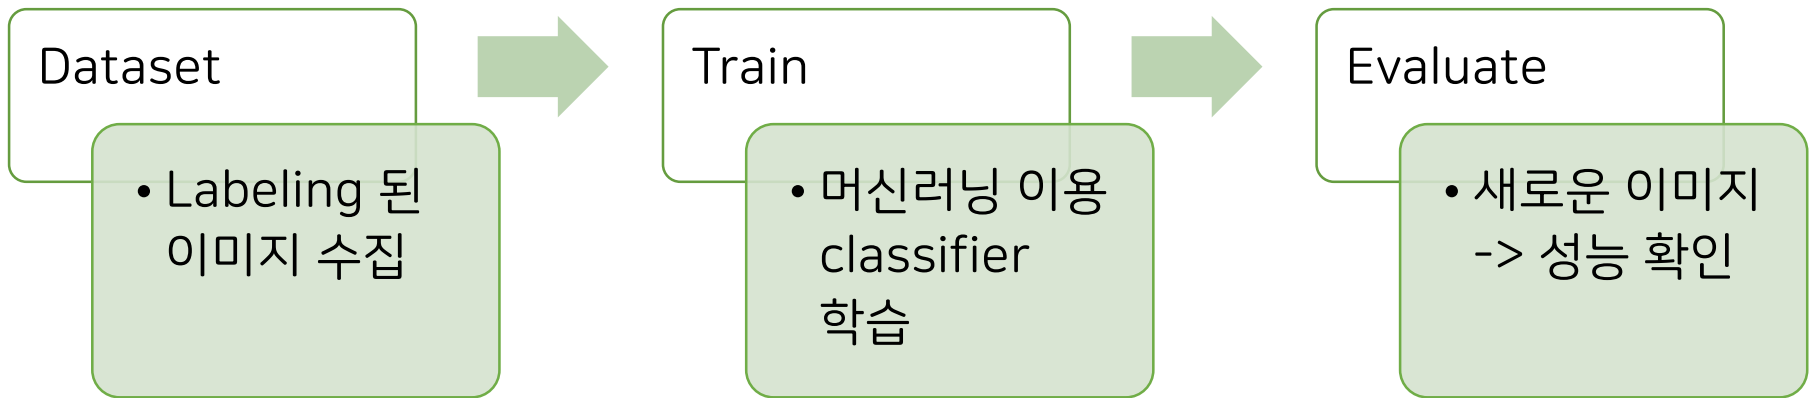 Dataset
• Labeling 된
이미지 수집
Train
• 머신러닝 이용
classifier
학습
Evaluate
• 새로운 이미지
-> 성능 확인